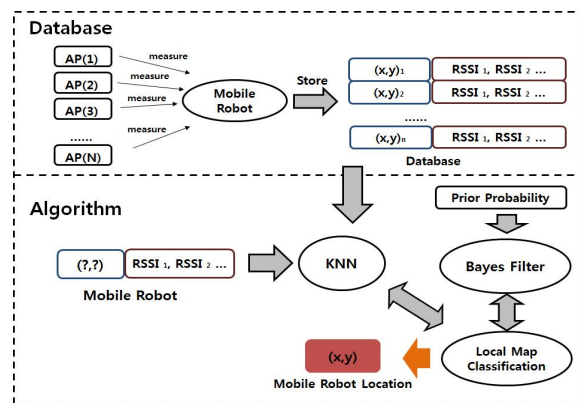 Database
AP(1)
measure
AP(2)
measure
AP(3)
measure
......
measure
AP(N)
Mobile
Robot
Store
(x,y)₁ RSSI ₁, RSSI ₂ ...
(x,y)₂ RSSI ₁, RSSI ₂ ...
......
(x,y)ₙ RSSI ₁, RSSI ₂ ...
Database
Algorithm
Prior Probability
(?,?) RSSI ₁, RSSI ₂ ...
Mobile Robot
KNN
Bayes Filter
(x,y)
Mobile Robot Location
Local Map
Classification